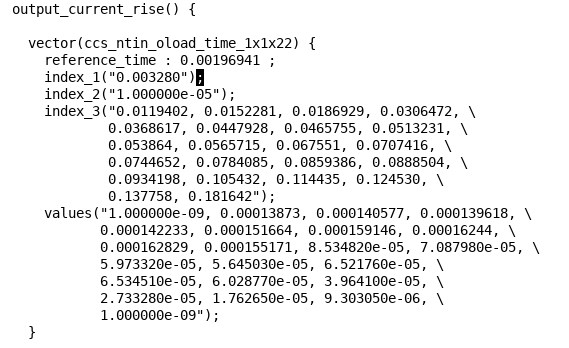 output_current_rise() {
vector(ccs_ntin_oload_time_1x1x22) {
reference_time : 0.00196941 ;
index_1("0.003280");
index_2("1.000000e-05");
index_3("0.0119402, 0.0152281, 0.0186929, 0.0306472, \
0.0368617, 0.0447928, 0.0465755, 0.0513231, \
0.053864, 0.0565715, 0.067551, 0.0707416, \
0.0744652, 0.0784085, 0.0859386, 0.0888504, \
0.0934198, 0.105432, 0.114435, 0.124530, \
0.137758, 0.181642");
values("1.000000e-09, 0.00013873, 0.000140577, 0.000139618, \
0.000142233, 0.000151664, 0.000159146, 0.00016244, \
0.000162829, 0.000155171, 8.534820e-05, 7.087980e-05, \
5.973320e-05, 5.645030e-05, 6.521760e-05, \
6.534510e-05, 6.028770e-05, 3.964100e-05, \
2.733280e-05, 1.762650e-05, 9.303050e-06, \
1.000000e-09");
}